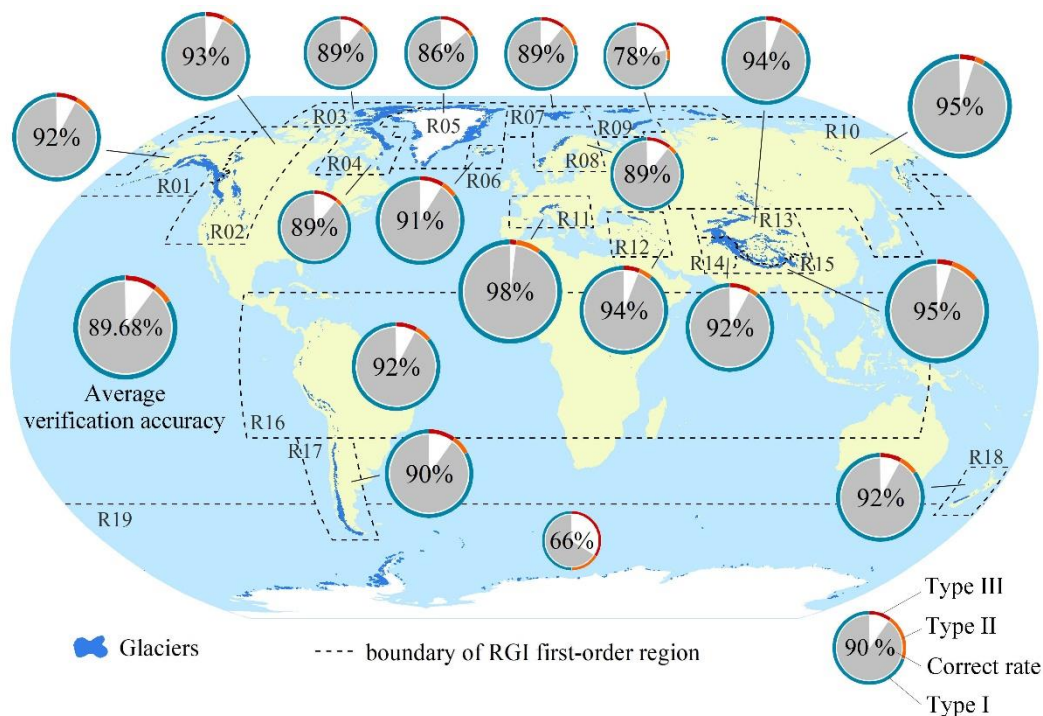 93%
89%
86%
89%
78%
94%
95%
92%
R03
R05
R07
R09
R10
R01
R04
R06
R08
89%
R02
89%
91%
R11
R12
R13
R14
R15
98%
94%
92%
95%
89.68%
Average
verification accuracy
92%
R16
R17
90%
R18
92%
R19
66%
Glaciers
boundary of RGI first-order region
90 %
Type III
Type II
Correct rate
Type I